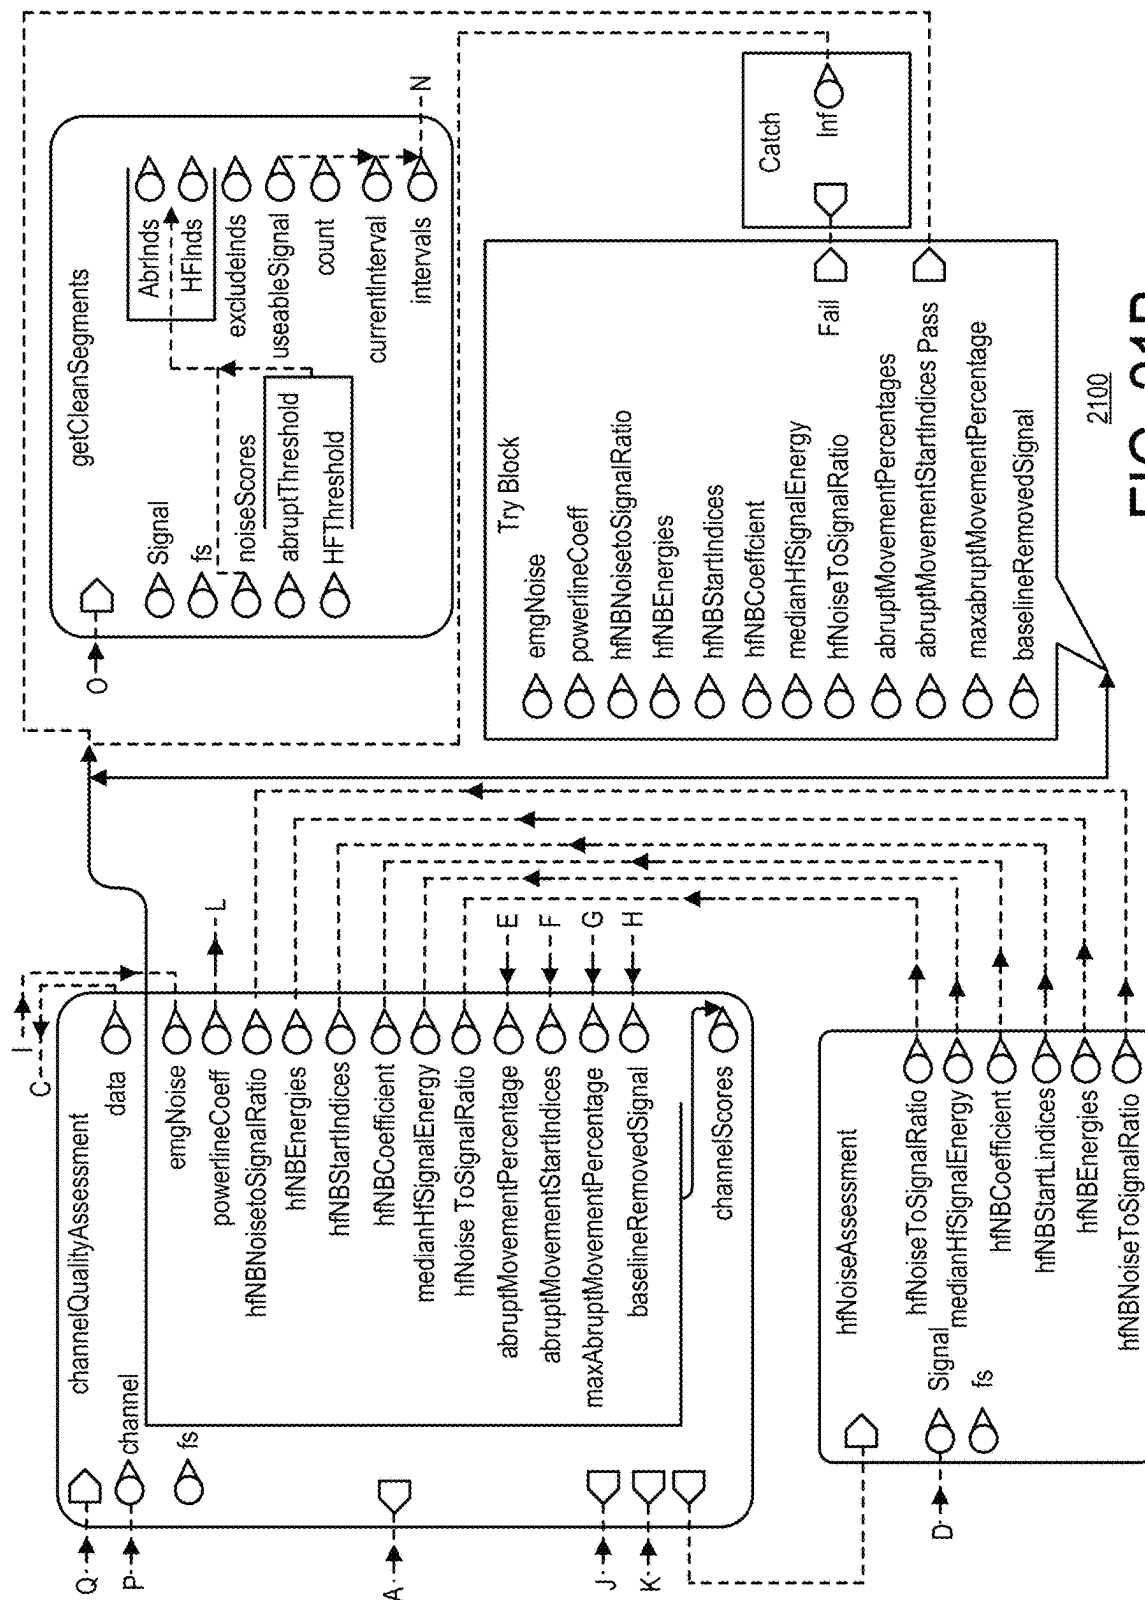 getCleanSegments
O
Signal
fs
noiseScores
abruptThreshold
HFThreshold
AbrInds
HFInds
excludeInds
useableSignal
count
currentInterval
intervals
N
Try Block
emgNoise
powerlineCoeff
hfNBNoisetoSignalRatio
hfNBEnergies
hfNBStartIndices
hfNBCoeffcient
medianHfSignalEnergy
hfNoiseToSignalRatio
abruptMovementPercentages
abruptMovementStartIndices Pass
maxabruptMovementPercentage
baselineRemovedSignal
Fail
Catch
Inf
channelQualityAssessment
Q
P
channel
fs
A
J
K
I
C
data
emgNoise
powerlineCoeff
L
hfNBNoisetoSignalRatio
hfNBEnergies
hfNBStartIndices
hfNBCoefficient
medianHfSignalEnergy
hfNoise ToSignalRatio
abruptMovementPercentage
E
abruptMovementStartIndices
F
maxAbruptMovementPercentage
G
baselineRemovedSignal
H
channelScores
hfNoiseAssessment
D
Signal
fs
hfNoiseToSignalRatio
medianHfSignalEnergy
hfNBCoefficient
hfNBStartLindices
hfNBEnergies
hfNBNoiseToSignalRatio
2100